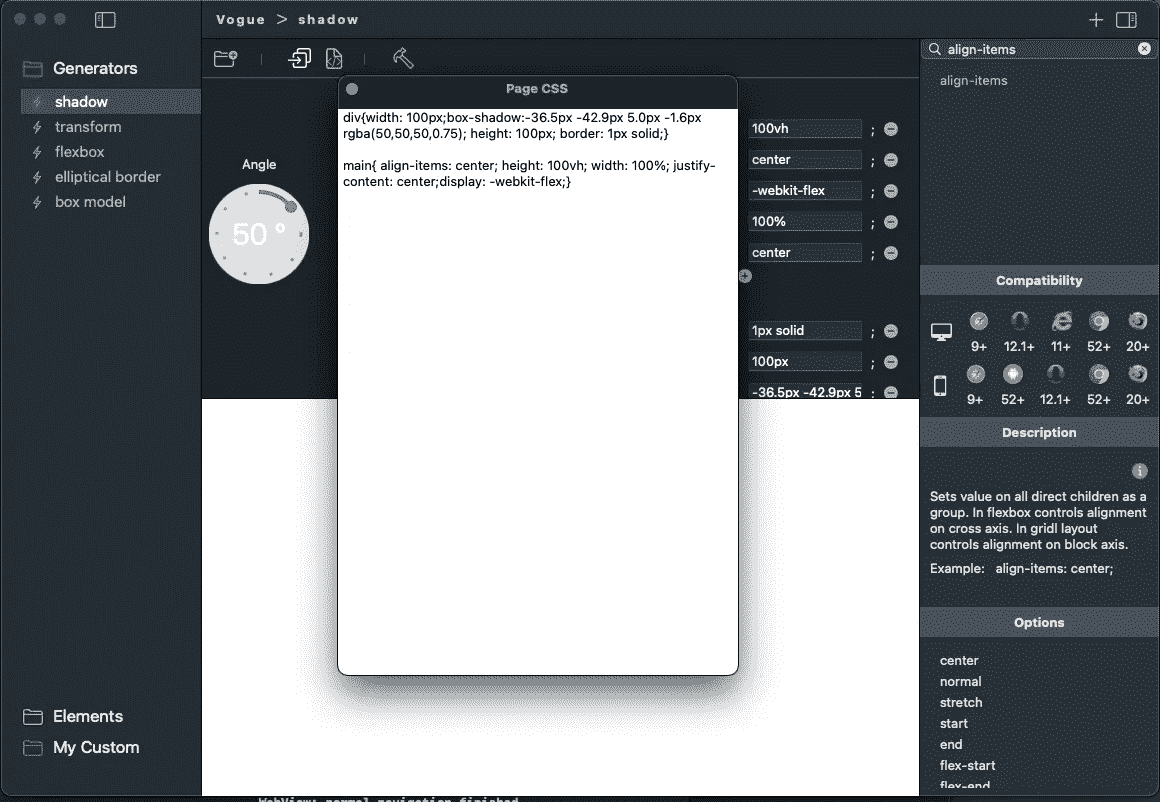 Vogue > shadow
Generators
shadow
transform
flexbox
elliptical border
box model
Elements
My Custom
Angle
50 °
Page CSS
div{width: 100px;box-shadow:-36.5px -42.9px 5.0px -1.6px
rgba(50,50,50,0.75); height: 100px; border: 1px solid;}
main{ align-items: center; height: 100vh; width: 100%; justify-
content: center;display: -webkit-flex;}
100vh ;
center ;
-webkit-flex ;
100% ;
center ;
1px solid ;
100px ;
-36.5px -42.9px 5 ;
align-items
align-items
Compatibility
9+ 12.1+ 11+ 52+ 20+
9+ 52+ 12.1+ 52+ 20+
Description
Sets value on all direct children as a
group. In flexbox controls alignment
on cross axis. In gridl layout
controls alignment on block axis.
Example: align-items: center;
Options
center
normal
stretch
start
end
flex-start
flex-end
WebView: normal navigation finished